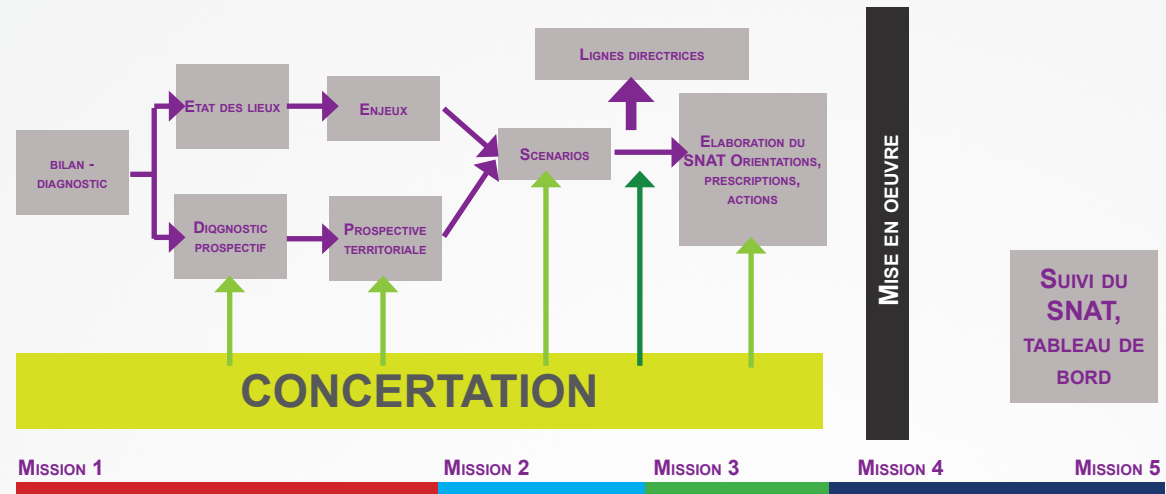 LIGNES DIRECTRICES
ETAT DES LIEUX
ENJEUX
BILAN -
DIAGNOSTIC
SCENARIOS
ELABORATION DU
SNAT ORIENTATIONS,
PRESCRIPTIONS,
ACTIONS
DIQGNOSTIC
PROSPECTIF
PROSPECTIVE
TERRITORIALE
MISE EN OEUVRE
SUIVI DU
SNAT,
TABLEAU DE
BORD
CONCERTATION
MISSION 1
MISSION 2
MISSION 3
MISSION 4
MISSION 5